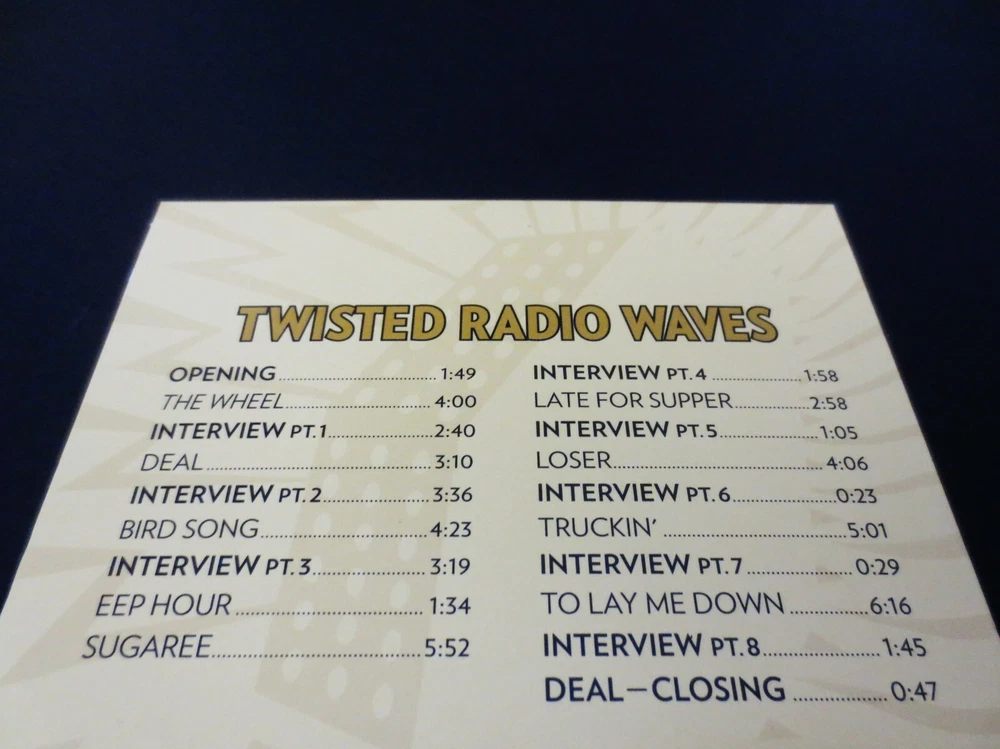 TWISTED RADIO WAVES
OPENING........................................1:49
THE WHEEL........................................4:00
INTERVIEW PT.1........................................2:40
DEAL........................................3:10
INTERVIEW PT.2........................................3:36
BIRD SONG........................................4:23
INTERVIEW PT.3........................................3:19
EEP HOUR........................................1:34
SUGAREE........................................5:52
INTERVIEW PT.4........................................1:58
LATE FOR SUPPER........................................2:58
INTERVIEW PT.5........................................1:05
LOSER........................................4:06
INTERVIEW PT.6........................................0:23
TRUCKIN’........................................5:01
INTERVIEW PT.7........................................0:29
TO LAY ME DOWN........................................6:16
INTERVIEW PT.8........................................1:45
DEAL–CLOSING........................................0:47